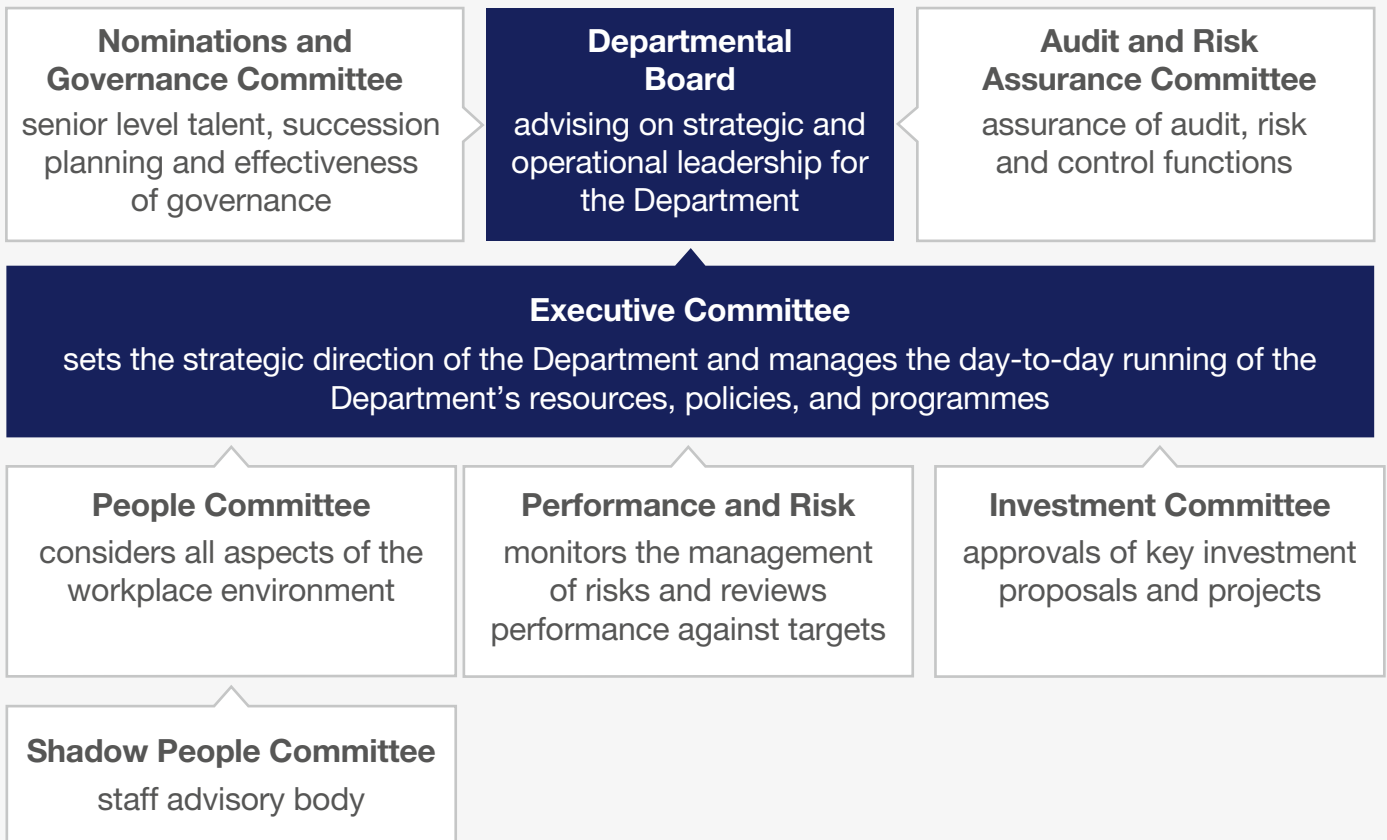 Nominations and
Governance Committee
senior level talent, succession
planning and effectiveness
of governance
Departmental
Board
advising on strategic and
operational leadership for
the Department
Audit and Risk
Assurance Committee
assurance of audit, risk
and control functions
Executive Committee
sets the strategic direction of the Department and manages the day-to-day running of the
Department’s resources, policies, and programmes
People Committee
considers all aspects of the
workplace environment
Performance and Risk
monitors the management
of risks and reviews
performance against targets
Investment Committee
approvals of key investment
proposals and projects
Shadow People Committee
staff advisory body